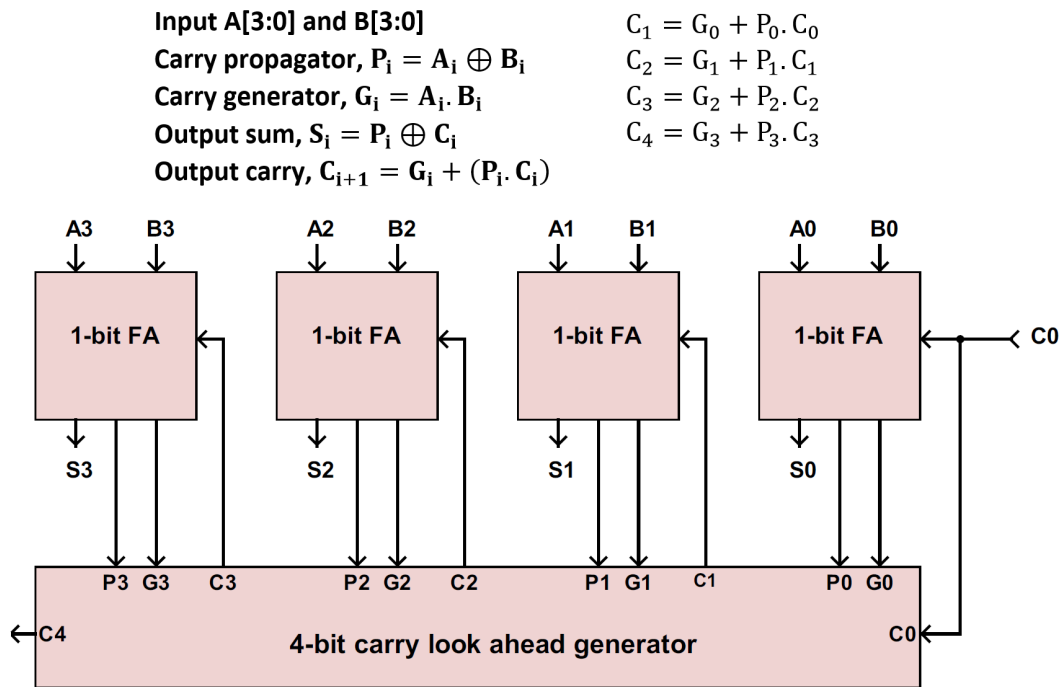 Input A[3:0] and B[3:0]
Carry propagator, Pᵢ = Aᵢ ⊕ Bᵢ
Carry generator, Gᵢ = Aᵢ. Bᵢ
Output sum, Sᵢ = Pᵢ ⊕ Cᵢ
Output carry, Cᵢ₊₁ = Gᵢ + (Pᵢ. Cᵢ)
C₁ = G₀ + P₀. C₀
C₂ = G₁ + P₁. C₁
C₃ = G₂ + P₂. C₂
C₄ = G₃ + P₃. C₃
A3 B3 A2 B2 A1 B1 A0 B0
1-bit FA 1-bit FA 1-bit FA 1-bit FA C0
S3 S2 S1 S0
P3 G3 C3 P2 G2 C2 P1 G1 C1 P0 G0
C4 4-bit carry look ahead generator C0